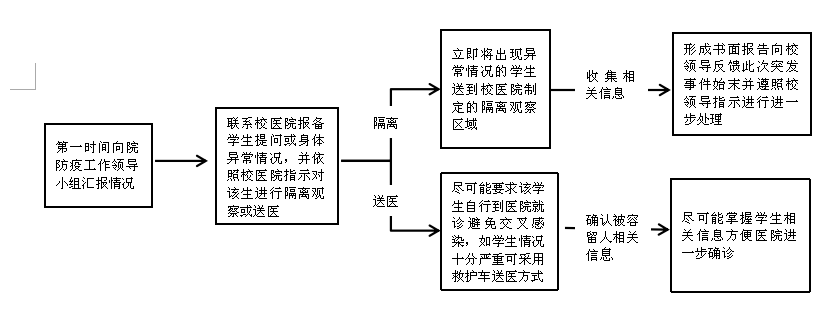 第一时间向院
防疫工作领导
小组汇报情况
联系校医院报备
学生提问或身体
异常情况，并依
照校医院指示对
该生进行隔离观
察或送医
隔离
立即将出现异
常情况的学生
送到校医院制
定的隔离观察
区域
收集相
关信息
形成书面报告向校
领导反馈此次突发
事件始末并遵照校
领导指示进行进一
步处理
送医
尽可能要求该学
生自行到医院就
诊避免交叉感
染，如学生情况
十分严重可采用
救护车送医方式
确认被容
留人相关
信息
尽可能掌握学生相
关信息方便医院进
一步确诊